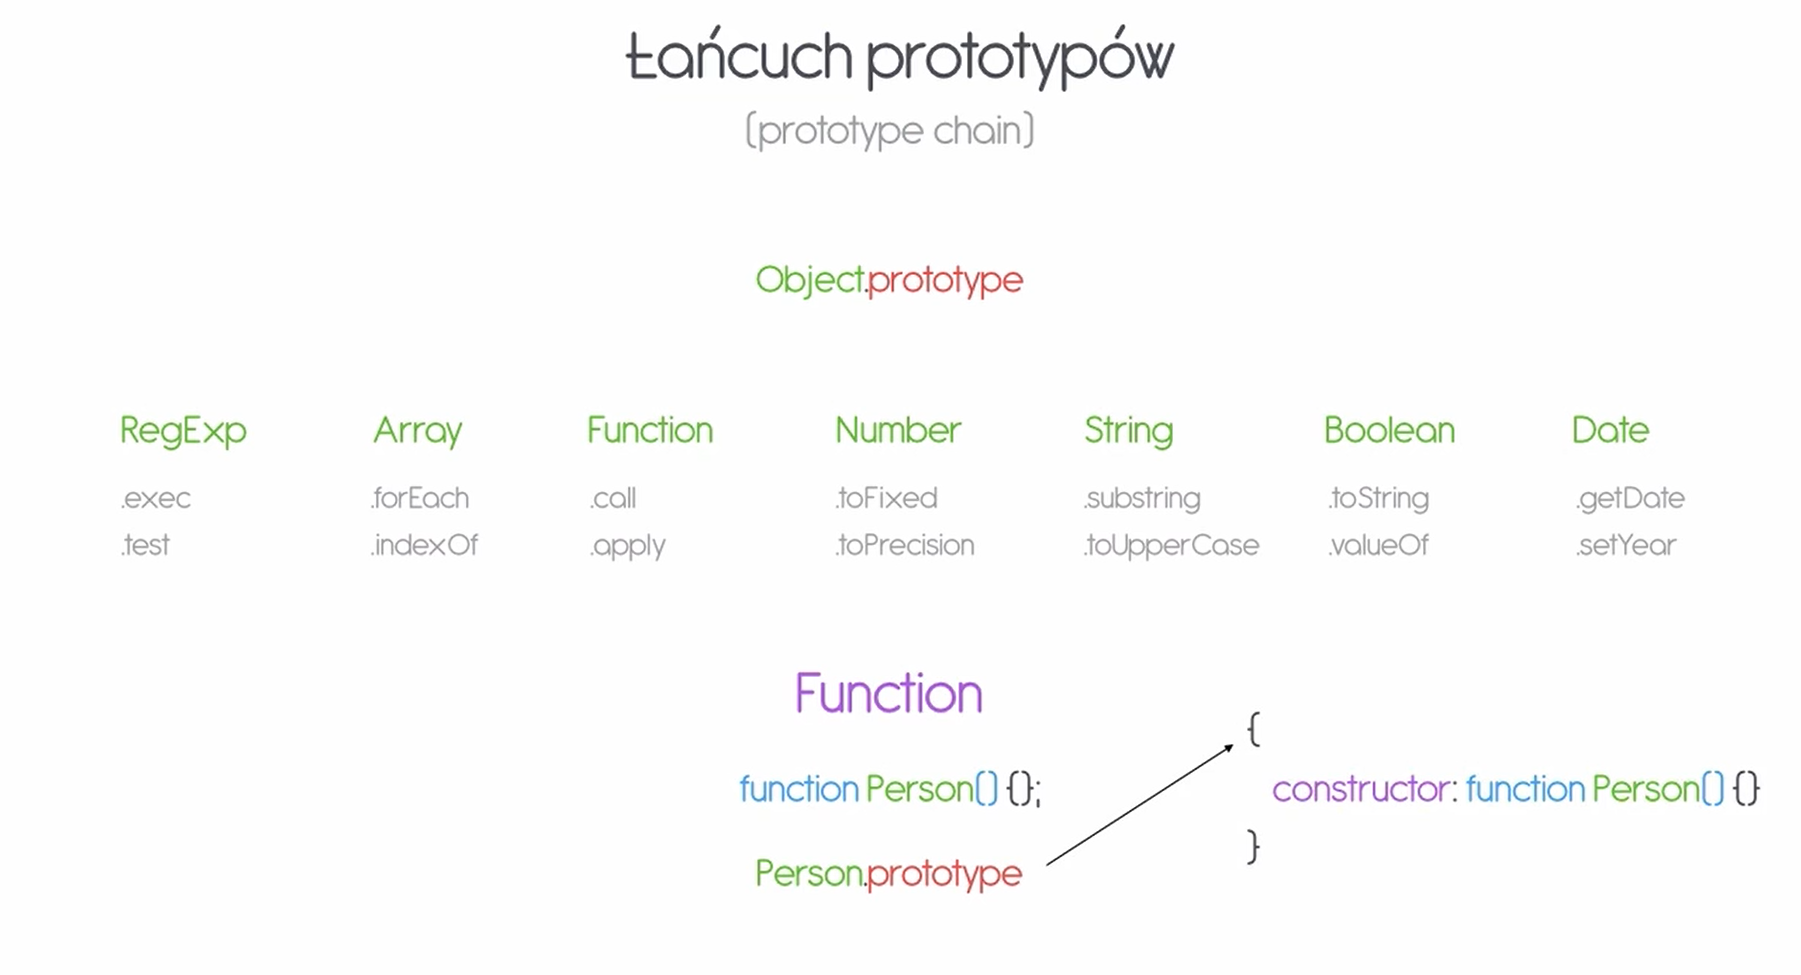 Łańcuch prototypów
(prototype chain)
Object.prototype
RegExp Array Function Number String Boolean Date
.exec .forEach .call .toFixed .substring .toString .getDate
.test .indexOf .apply .toPrecision .toUpperCase .valueOf .setYear
Function
{
function Person() {}; constructor: function Person() {}
}
Person.prototype